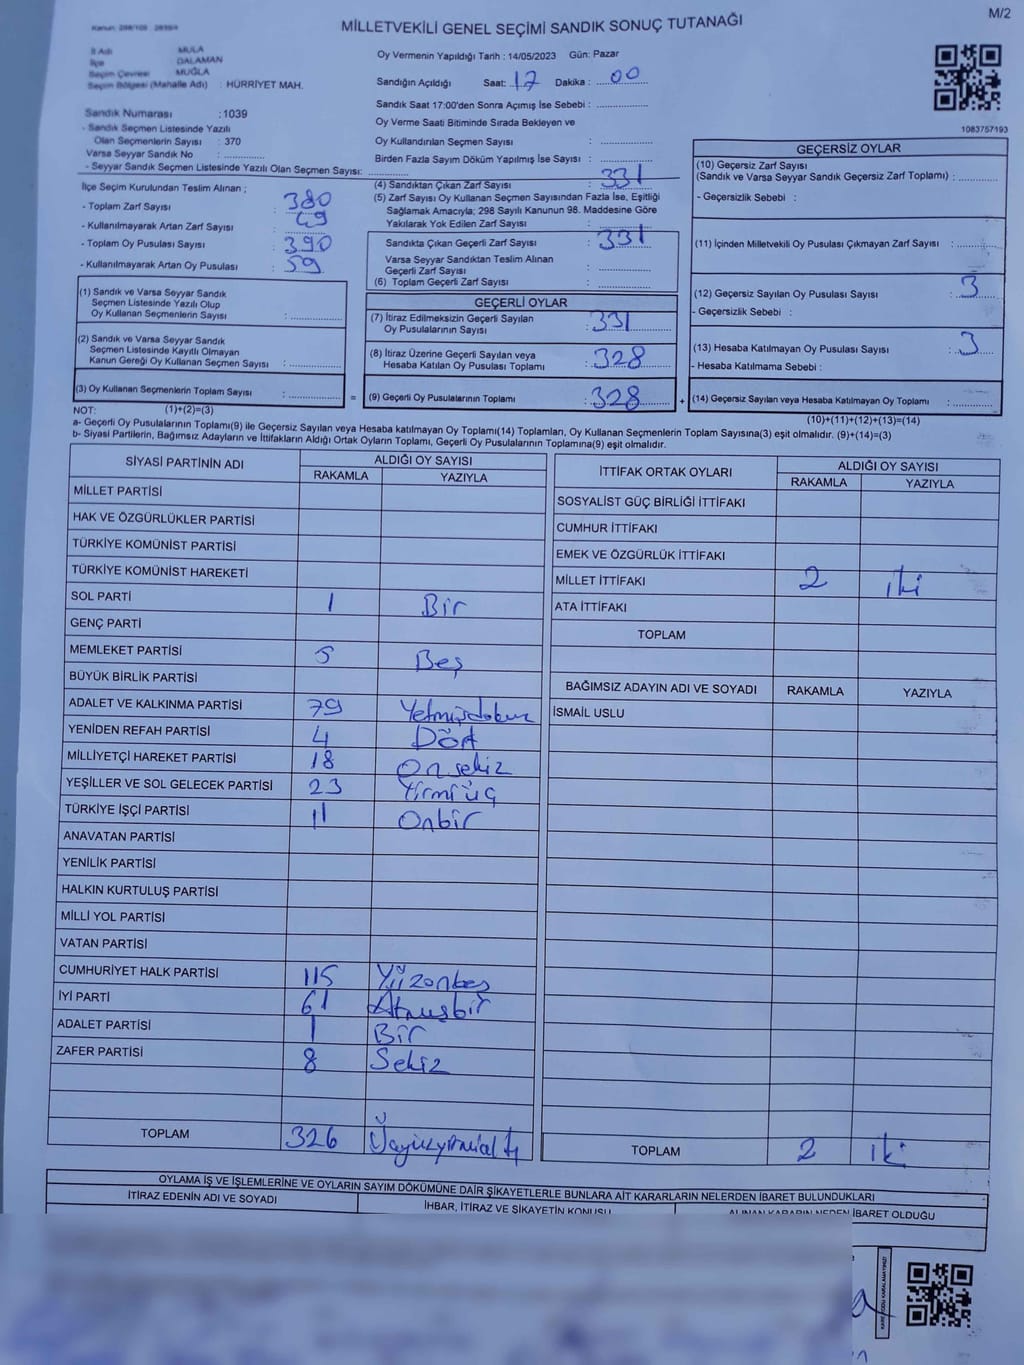 M/2
MİLLETVEKİLİ GENEL SEÇİMİ SANDIK SONUÇ TUTANAĞI
İl Adı MUĞLA
İlçe DALAMAN
Seçim Çevresi MUĞLA
Seçim Bölgesi (Mahalle Adı) : HÜRRİYET MAH.
Sandık Numarası :1039
- Sandık Seçmen Listesinde Yazılı
Olan Seçmenlerin Sayısı : 370
Varsa Seyyar Sandık No :
- Seyyar Sandık Seçmen Listesinde Yazılı Olan Seçmen Sayısı:
Oy Vermenin Yapıldığı Tarih : 14/05/2023 Gün: Pazar
Sandığın Açıldığı Saat: 17 Dakika : 00
Sandık Saat 17:00'den Sonra Açımış İse Sebebi :
Oy Verme Saati Bitiminde Sırada Bekleyen ve
Oy Kullandırılan Seçmen Sayısı :
Birden Fazla Sayım Döküm Yapılmış İse Sayısı :
1083757193
İlçe Seçim Kurulundan Teslim Alınan ;
- Toplam Zarf Sayısı : 380
- Kullanılmayarak Artan Zarf Sayısı : 49
- Toplam Oy Pusulası Sayısı : 390
- Kullanılmayarak Artan Oy Pusulası : 59
(4) Sandıktan Çıkan Zarf Sayısı : 331
(5) Zarf Sayısı Oy Kullanan Seçmen Sayısından Fazla İse, Eşitliği
Sağlamak Amacıyla; 298 Sayılı Kanunun 98. Maddesine Göre
Yakılarak Yok Edilen Zarf Sayısı :
Sandıkta Çıkan Geçerli Zarf Sayısı : 331
Varsa Seyyar Sandıktan Teslim Alınan
Geçerli Zarf Sayısı :
(6) Toplam Geçerli Zarf Sayısı :
GEÇERSİZ OYLAR
(10) Geçersiz Zarf Sayısı
(Sandık ve Varsa Seyyar Sandık Geçersiz Zarf Toplamı) :
- Geçersizlik Sebebi :
(11) İçinden Milletvekili Oy Pusulası Çıkmayan Zarf Sayısı :
(12) Geçersiz Sayılan Oy Pusulası Sayısı : 3
- Geçersizlik Sebebi :
(13) Hesaba Katılmayan Oy Pusulası Sayısı : 3
- Hesaba Katılmama Sebebi :
(14) Geçersiz Sayılan veya Hesaba Katılmayan Oy Toplamı :
(10)+(11)+(12)+(13)=(14)
(1) Sandık ve Varsa Seyyar Sandık
Seçmen Listesinde Yazılı Olup
Oy Kullanan Seçmenlerin Sayısı :
(2) Sandık ve Varsa Seyyar Sandık
Seçmen Listesinde Kayıtlı Olmayan
Kanun Gereği Oy Kullanan Seçmen Sayısı :
(3) Oy Kullanan Seçmenlerin Toplam Sayısı : =
(1)+(2)=(3)
GEÇERLİ OYLAR
(7) İtiraz Edilmeksizin Geçerli Sayılan
Oy Pusulalarının Sayısı : 331
(8) İtiraz Üzerine Geçerli Sayılan veya
Hesaba Katılan Oy Pusulası Toplamı : 328
(9) Geçerli Oy Pusulalarının Toplamı : 328 +
NOT:
a- Geçerli Oy Pusulalarının Toplamı(9) ile Geçersiz Sayılan veya Hesaba katılmayan Oy Toplamı(14) Toplamları, Oy Kullanan Seçmenlerin Toplam Sayısına(3) eşit olmalıdır. (9)+(14)=(3)
b- Siyasi Partilerin, Bağımsız Adayların ve İttifakların Aldığı Ortak Oyların Toplamı, Geçerli Oy Pusulalarının Toplamına(9) eşit olmalıdır.
SİYASİ PARTİNİN ADI ALDIĞI OY SAYISI
RAKAMLA YAZIYLA
MİLLET PARTİSİ
HAK VE ÖZGÜRLÜKLER PARTİSİ
TÜRKİYE KOMÜNİST PARTİSİ
TÜRKİYE KOMÜNİST HAREKETİ
SOL PARTİ 1 Bir
GENÇ PARTİ
MEMLEKET PARTİSİ 5 Beş
BÜYÜK BİRLİK PARTİSİ
ADALET VE KALKINMA PARTİSİ 79 Yetmişdokuz
YENİDEN REFAH PARTİSİ 4 Dört
MİLLİYETÇİ HAREKET PARTİSİ 18 Onsekiz
YEŞİLLER VE SOL GELECEK PARTİSİ 23 Yirmiüç
TÜRKİYE İŞÇİ PARTİSİ 11 Onbir
ANAVATAN PARTİSİ
YENİLİK PARTİSİ
HALKIN KURTULUŞ PARTİSİ
MİLLİ YOL PARTİSİ
VATAN PARTİSİ
CUMHURİYET HALK PARTİSİ 115 Yüzonbeş
İYİ PARTİ 61 Atmışbir
ADALET PARTİSİ 1 Bir
ZAFER PARTİSİ 8 Sekiz
TOPLAM 326
İTTİFAK ORTAK OYLARI ALDIĞI OY SAYISI
RAKAMLA YAZIYLA
SOSYALİST GÜÇ BİRLİĞİ İTTİFAKI
CUMHUR İTTİFAKI
EMEK VE ÖZGÜRLÜK İTTİFAKI
MİLLET İTTİFAKI 2 iki
ATA İTTİFAKI
TOPLAM
BAĞIMSIZ ADAYIN ADI VE SOYADI RAKAMLA YAZIYLA
İSMAİL USLU
TOPLAM 2 iki
OYLAMA İŞ VE İŞLEMLERİNE VE OYLARIN SAYIM DÖKÜMÜNE DAİR ŞİKAYETLERLE BUNLARA AİT KARARLARIN NELERDEN İBARET BULUNDUKLARI
İTİRAZ EDENİN ADI VE SOYADI
İHBAR, İTİRAZ VE ŞİKAYETİN KONUSU
ALINAN KARARIN NEDEN İBARET OLDUĞU